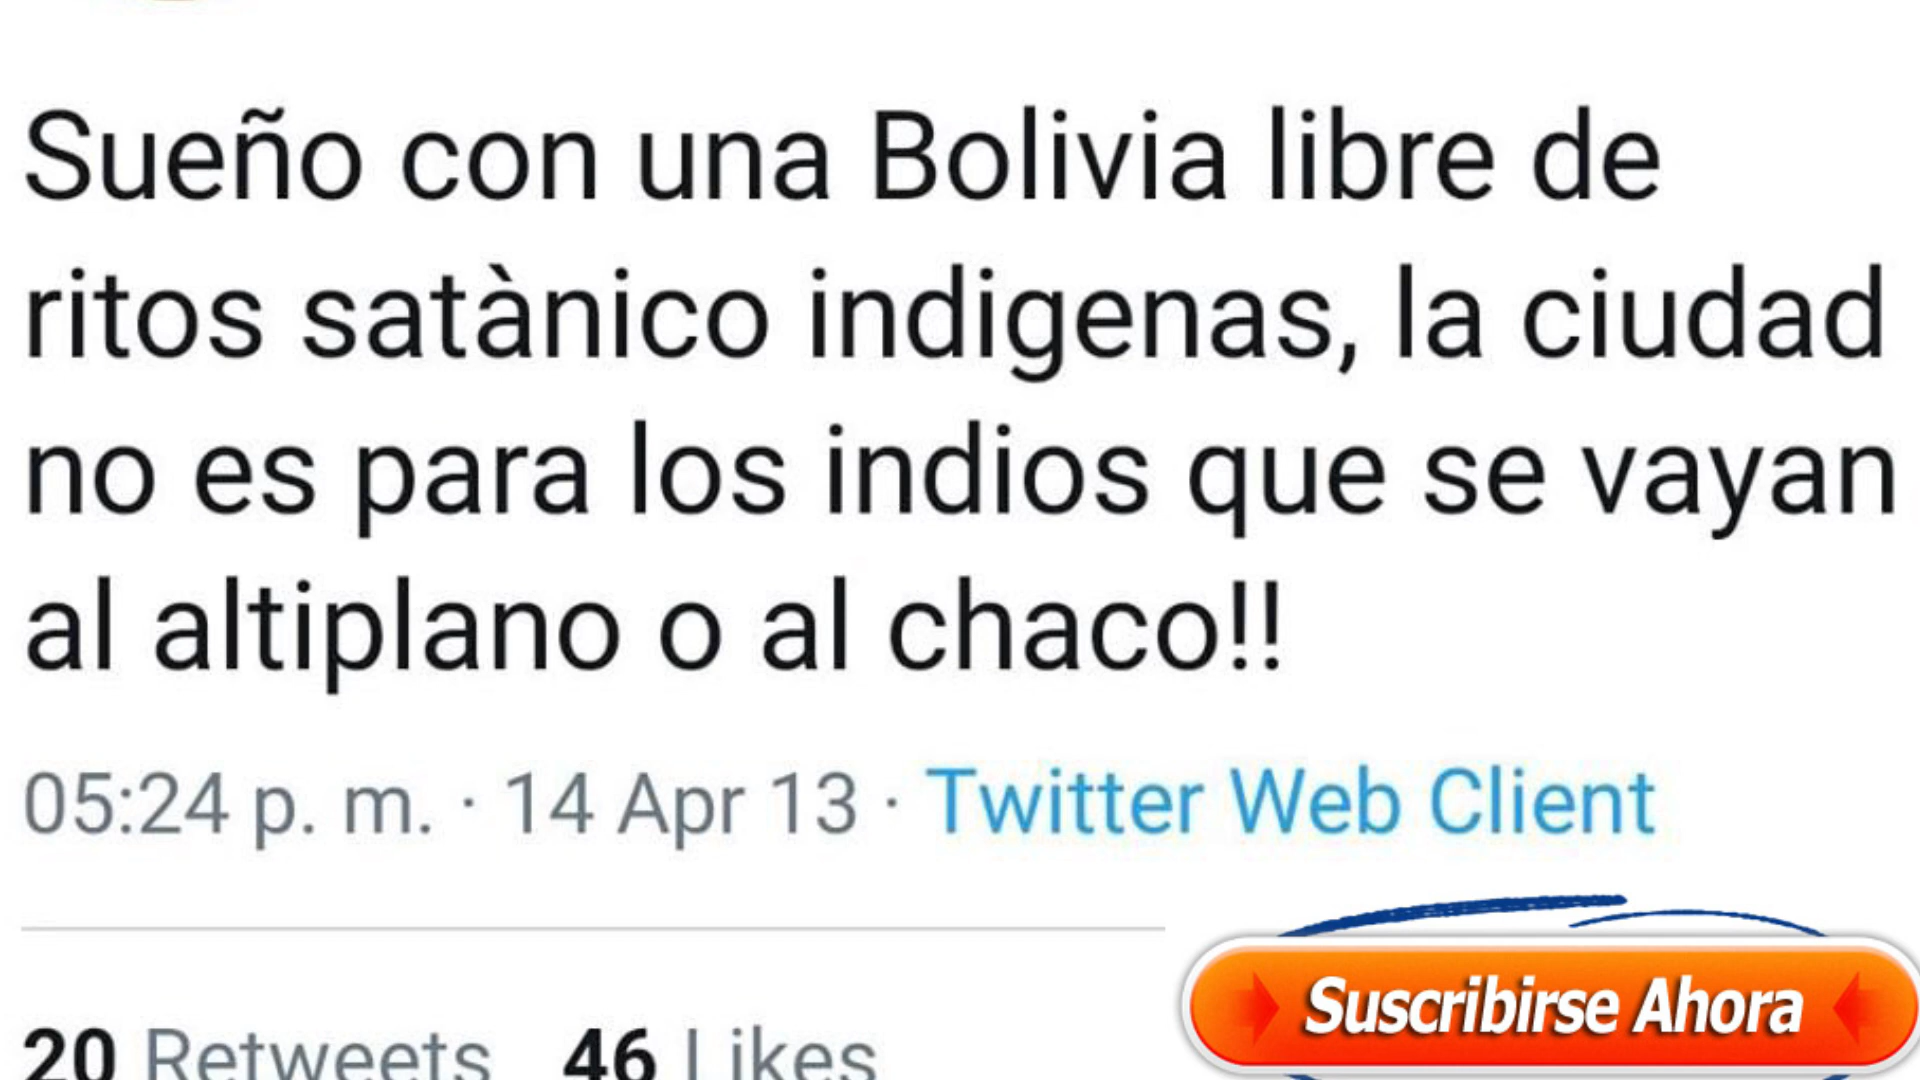 Sueño con una Bolivia libre de
ritos satànico indigenas, la ciudad
no es para los indios que se vayan
al altiplano o al chaco!!
05:24 p. m. · 14 Apr 13 · Twitter Web Client
20 Retweets 46 Likes
Suscribirse Ahora